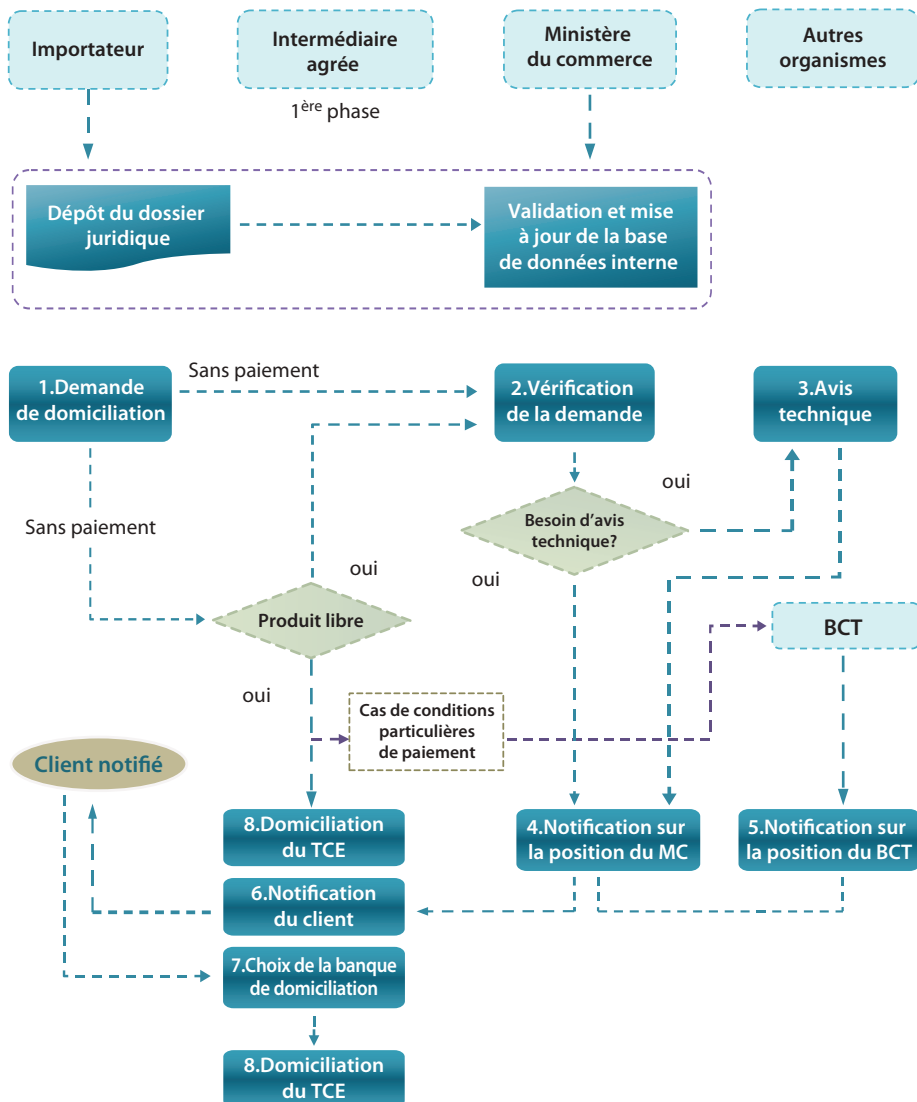 Importateur
Intermédiaire
agrée
Ministère
du commerce
Autres
organismes
1ère phase
Dépôt du dossier
juridique
Validation et mise
à jour de la base
de données interne
1.Demande
de domiciliation
Sans paiement
2.Vérification
de la demande
3.Avis
technique
oui
Sans paiement
Besoin d'avis
technique?
oui
oui
Produit libre
BCT
oui
Cas de conditions
particulières
de paiement
Client notifié
8.Domiciliation
du TCE
4.Notification sur
la position du MC
5.Notification sur
la position du BCT
6.Notification
du client
7.Choix de la banque
de domiciliation
8.Domiciliation
du TCE